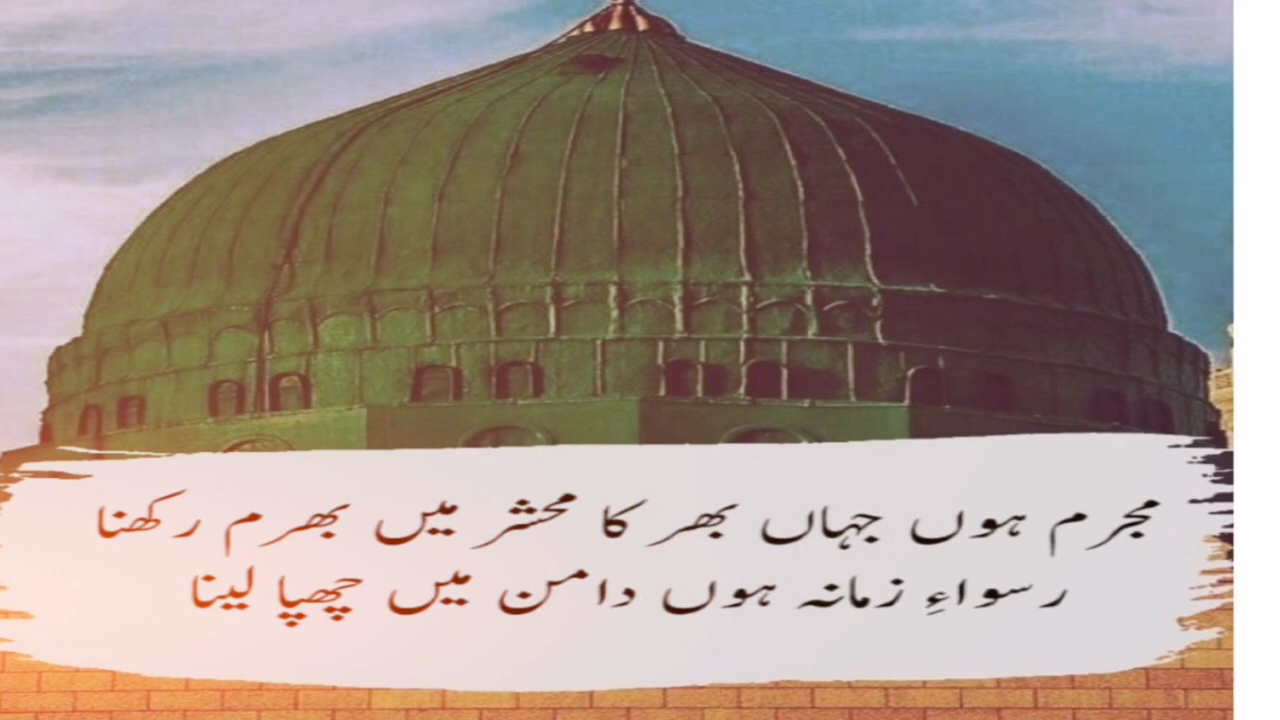 مجرم ہوں جہاں بھر کا محشر میں بھرم رکھنا
رسواءِ زمانہ ہوں دامن میں چھپا لینا